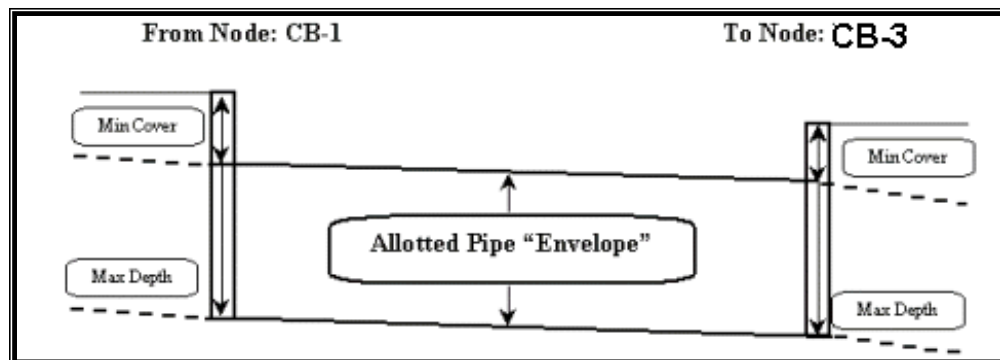 From Node: CB-1
To Node: CB-3
Min Cover
Min Cover
Allotted Pipe “Envelope”
Max Depth
Max Depth